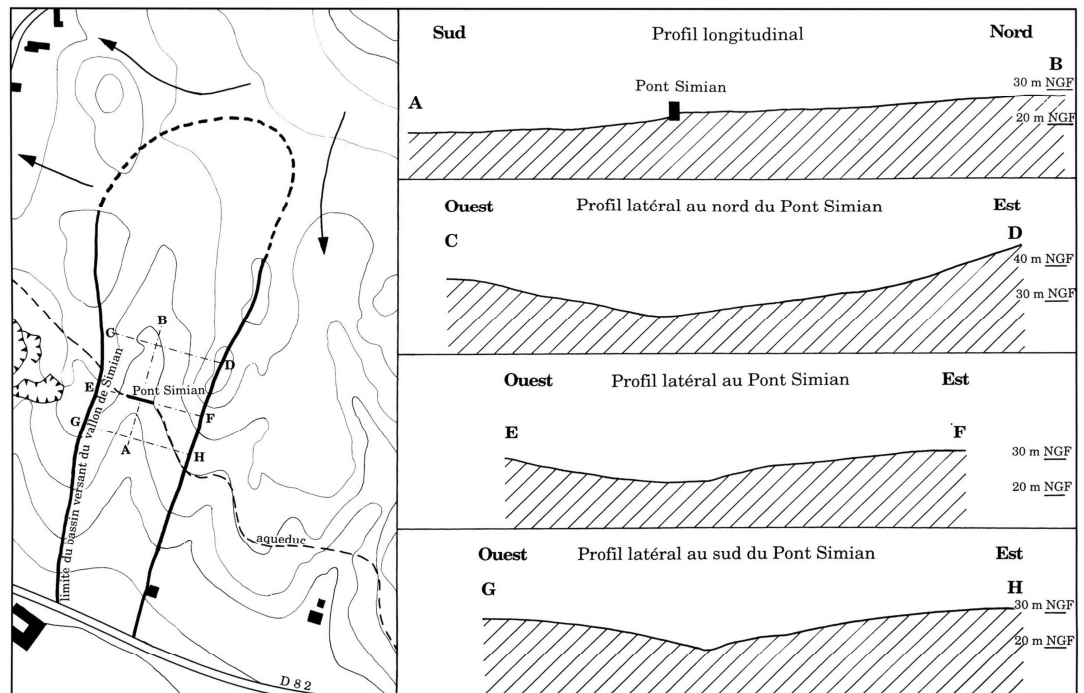 limite du bassin versant du vallon de Simian
C
B
D
E
Pont Simian
F
G
A
H
aqueduc
D 82
Sud
Profil longitudinal
Nord
B
30 m NGF
Pont Simian
A
20 m NGF
Ouest
Profil latéral au nord du Pont Simian
Est
C
D
40 m NGF
30 m NGF
Ouest
Profil latéral au Pont Simian
Est
E
F
30 m NGF
20 m NGF
Ouest
Profil latéral au sud du Pont Simian
Est
G
H
30 m NGF
20 m NGF